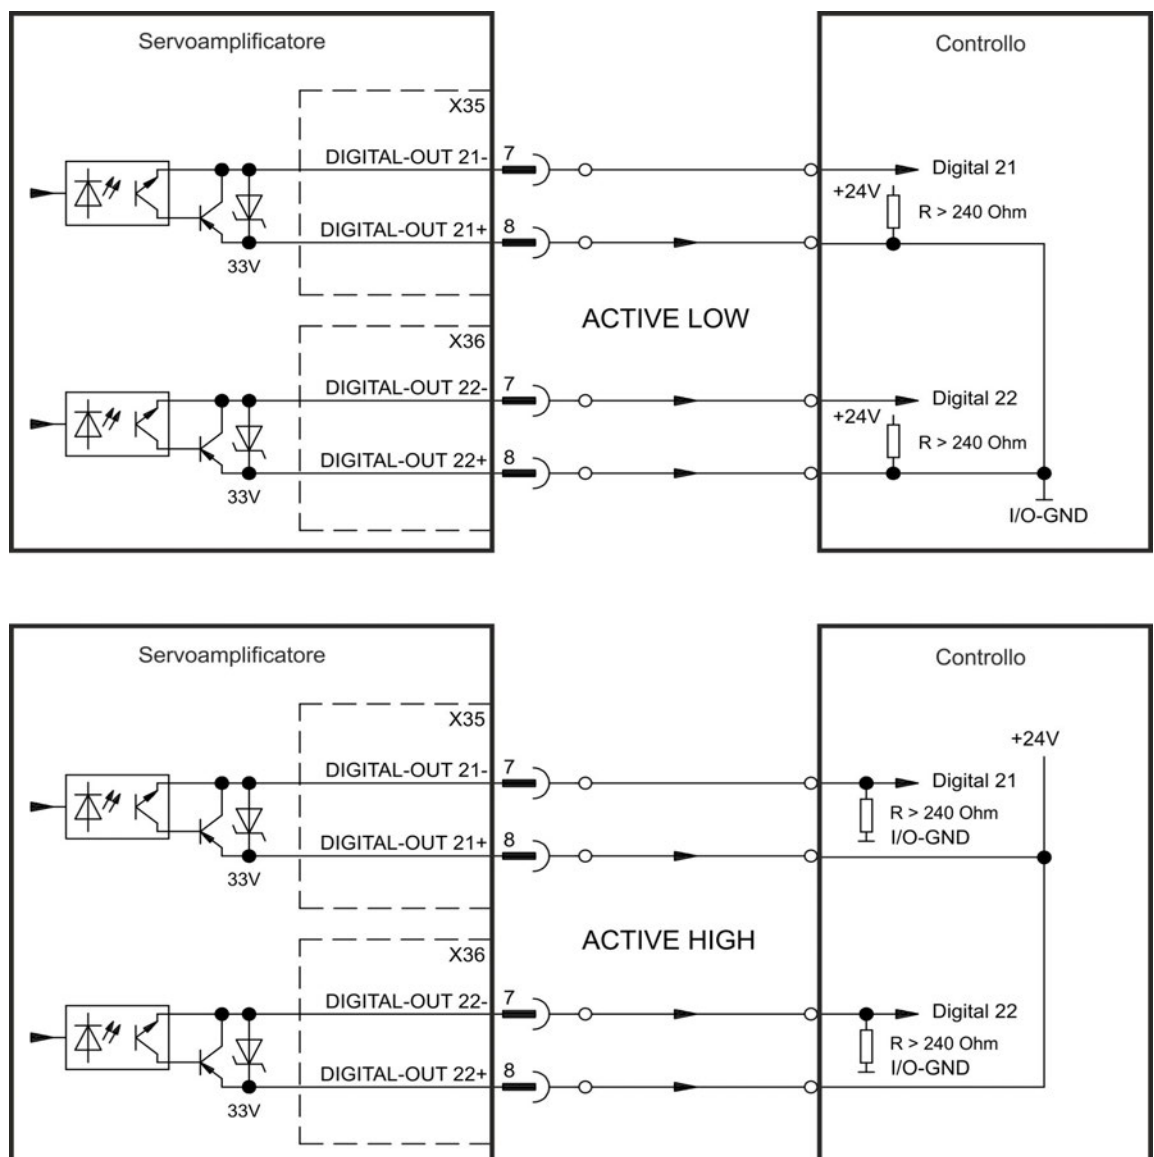 Servoamplificatore
Controllo
X35
DIGITAL-OUT 21-
7
Digital 21
+24V
R > 240 Ohm
DIGITAL-OUT 21+
8
33V
ACTIVE LOW
X36
DIGITAL-OUT 22-
7
Digital 22
+24V
R > 240 Ohm
DIGITAL-OUT 22+
8
33V
I/O-GND
Servoamplificatore
Controllo
X35
+24V
DIGITAL-OUT 21-
7
Digital 21
R > 240 Ohm
I/O-GND
DIGITAL-OUT 21+
8
33V
ACTIVE HIGH
X36
DIGITAL-OUT 22-
7
Digital 22
R > 240 Ohm
I/O-GND
DIGITAL-OUT 22+
8
33V